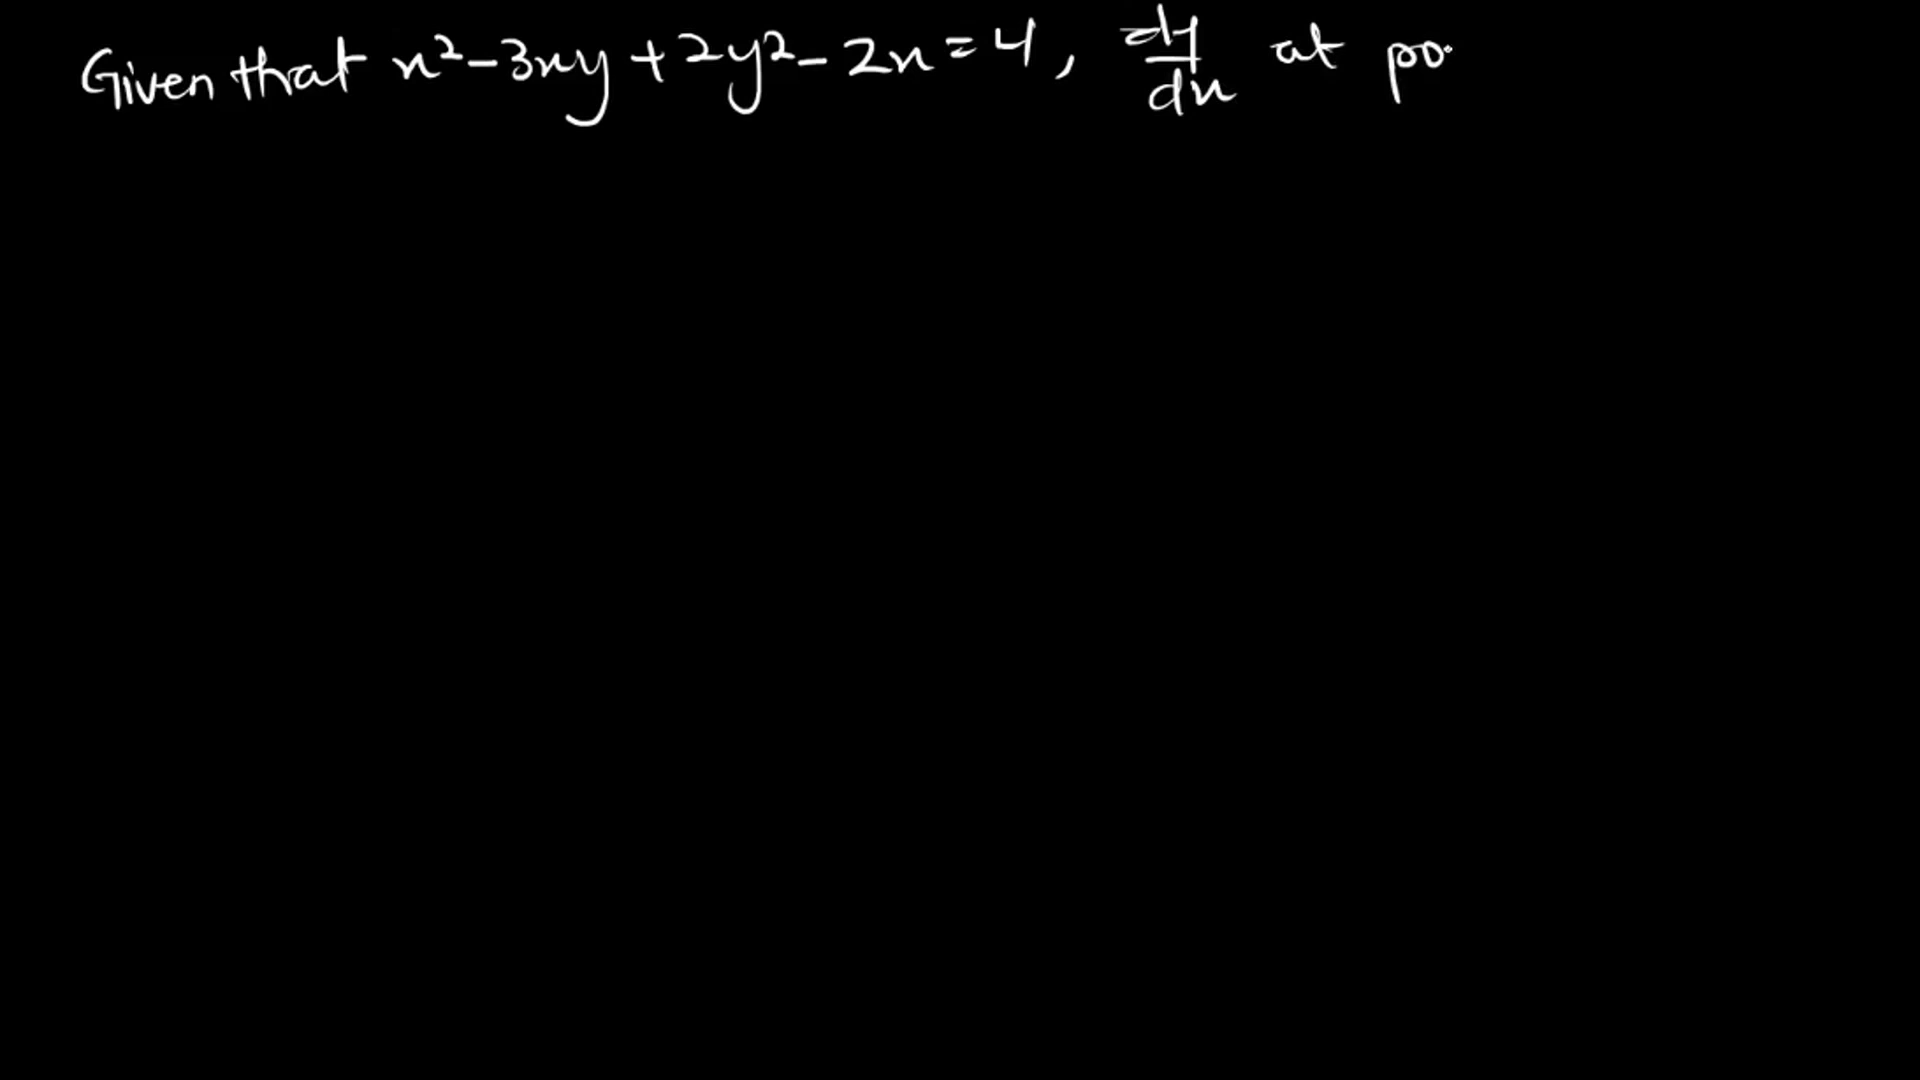 Given that x²-3xy+2y²-2x=4, dy/dx at po